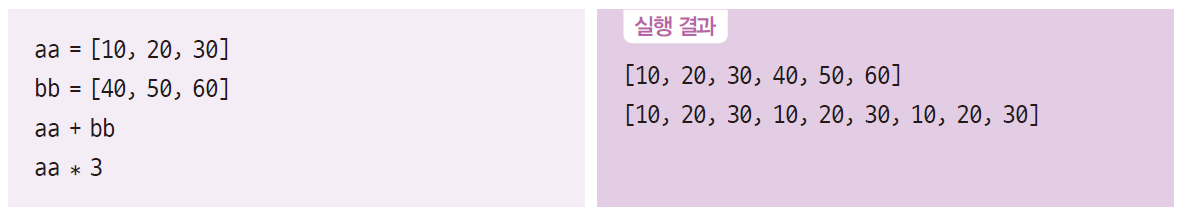 aa = [10, 20, 30]
bb = [40, 50, 60]
aa + bb
aa * 3
실행 결과
[10, 20, 30, 40, 50, 60]
[10, 20, 30, 10, 20, 30, 10, 20, 30]